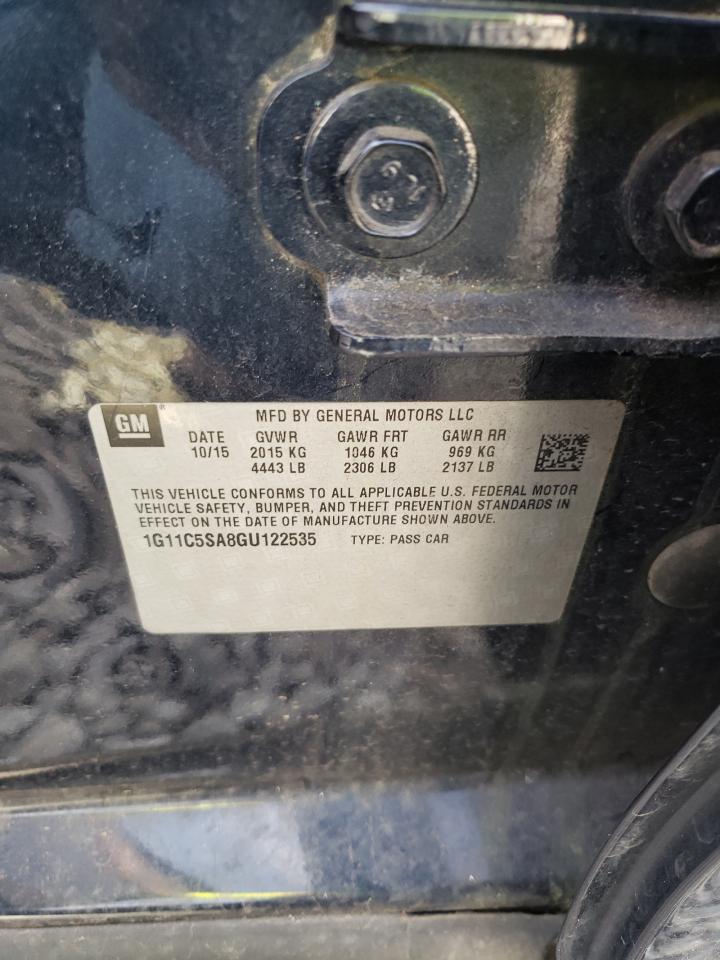 GM ®
MFD BY GENERAL MOTORS LLC
DATE GVWR GAWR FRT GAWR RR
10/15 2015 KG 1046 KG 969 KG
4443 LB 2306 LB 2137 LB
THIS VEHICLE CONFORMS TO ALL APPLICABLE U.S. FEDERAL MOTOR
VEHICLE SAFETY, BUMPER, AND THEFT PREVENTION STANDARDS IN
EFFECT ON THE DATE OF MANUFACTURE SHOWN ABOVE.
1G11C5SA8GU122535 TYPE: PASS CAR